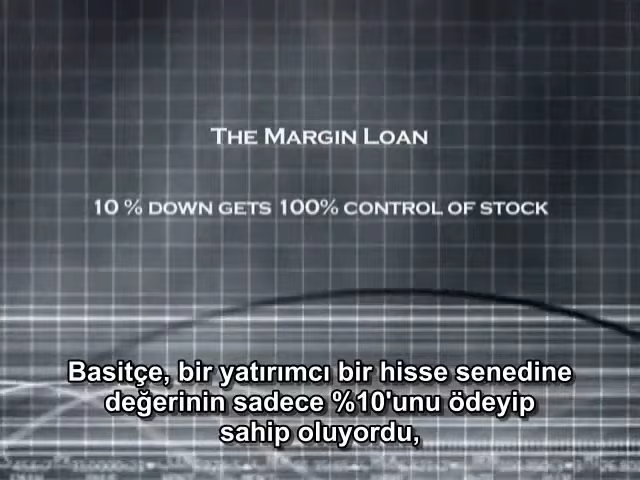 THE MARGIN LOAN
10 % DOWN GETS 100% CONTROL OF STOCK
Basitçe, bir yatırımcı bir hisse senedine
değerinin sadece %10'unu ödeyip
sahip oluyordu,